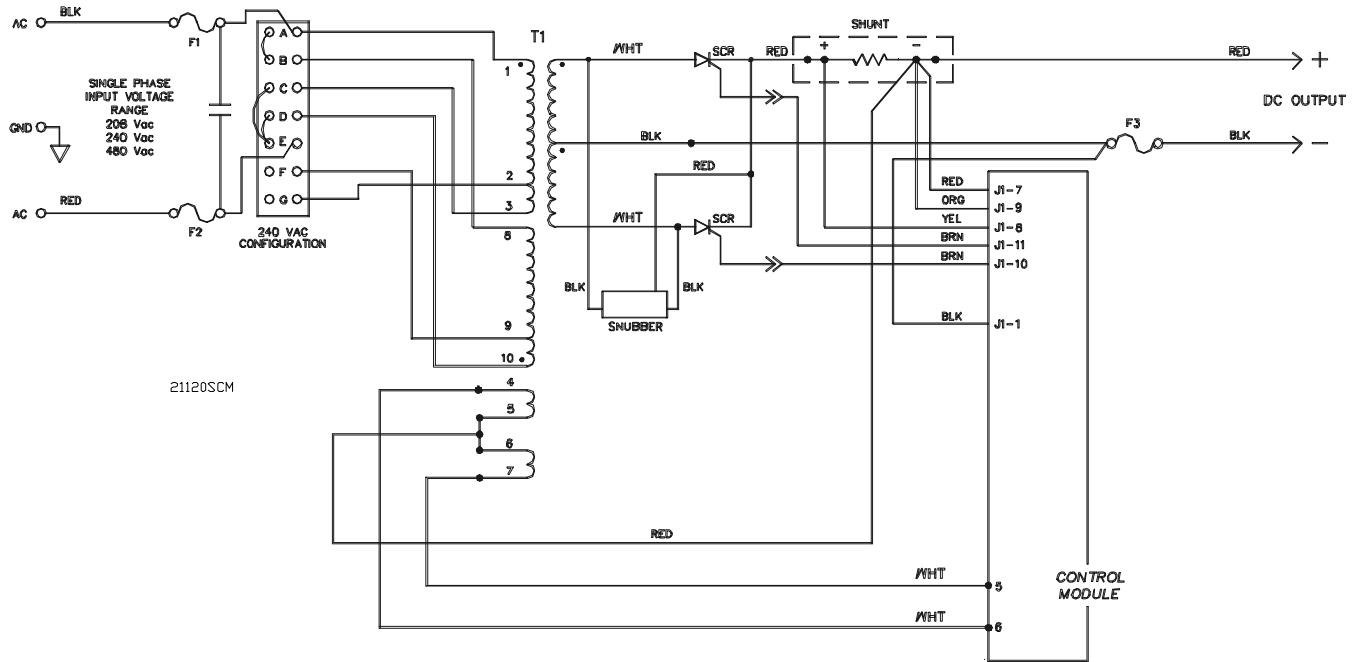 AC
BLK
F1
SINGLE PHASE
INPUT VOLTAGE
RANGE
208 Vac
240 Vac
480 Vac
GND
AC
RED
F2
A
B
C
D
E
F
G
240 VAC
CONFIGURATION
T1
1
2
3
8
9
10
4
5
6
7
WHT
SCR
RED
SHUNT
+
-
RED
+
DC OUTPUT
BLK
F3
BLK
-
RED
WHT
SCR
BLK
BLK
SNUBBER
RED
J1-7
ORG
J1-9
YEL
J1-8
BRN
J1-11
BRN
J1-10
BLK
J1-1
21120SCM
RED
WHT
5
WHT
6
CONTROL
MODULE